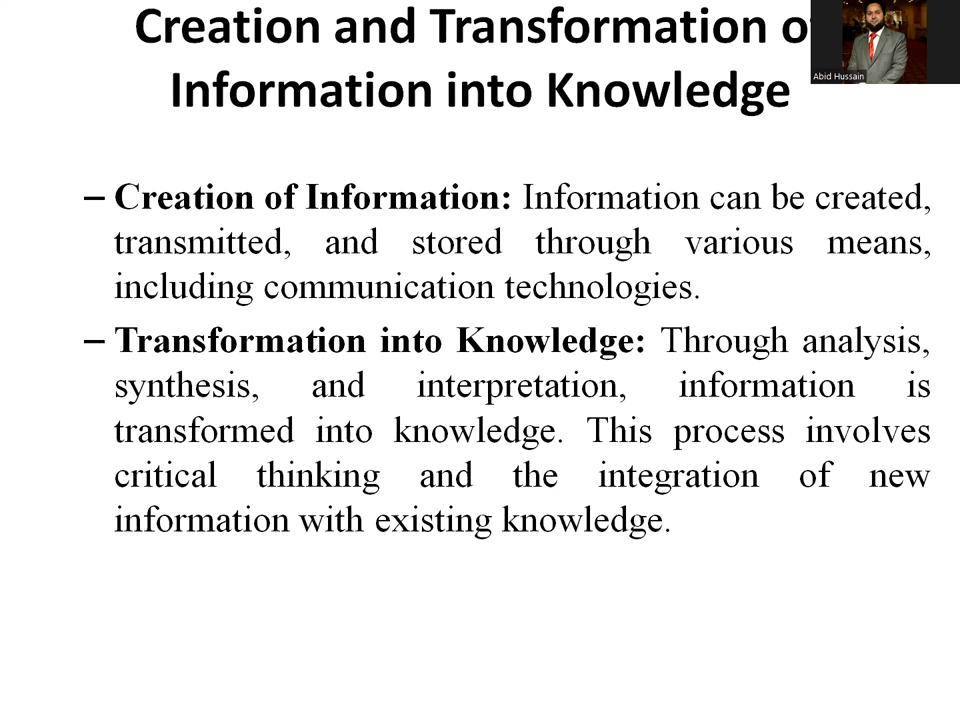 Creation and Transformation of
Information into Knowledge
Abid Hussain
– Creation of Information: Information can be created,
transmitted, and stored through various means,
including communication technologies.
– Transformation into Knowledge: Through analysis,
synthesis, and interpretation, information is
transformed into knowledge. This process involves
critical thinking and the integration of new
information with existing knowledge.